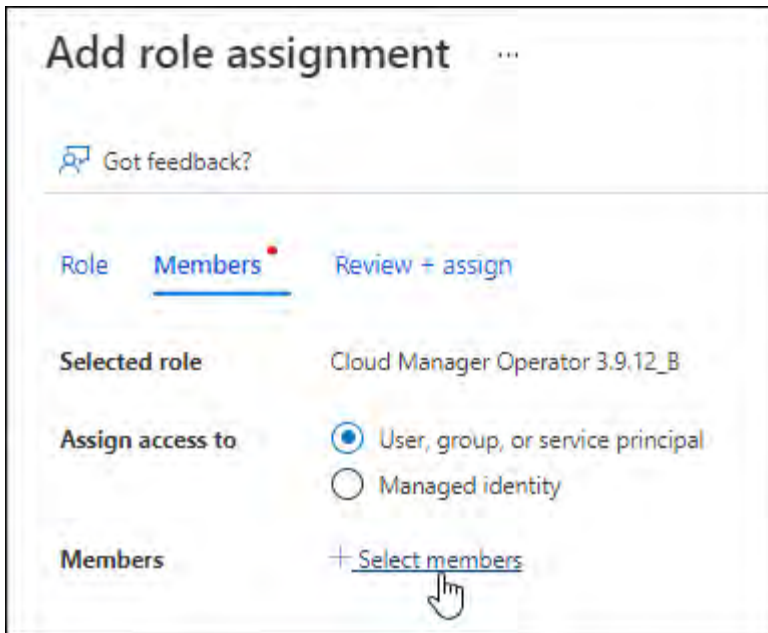 Add role assignment ...
Got feedback?
Role Members Review + assign
Selected role Cloud Manager Operator 3.9.12_B
Assign access to User, group, or service principal
Managed identity
Members + Select members